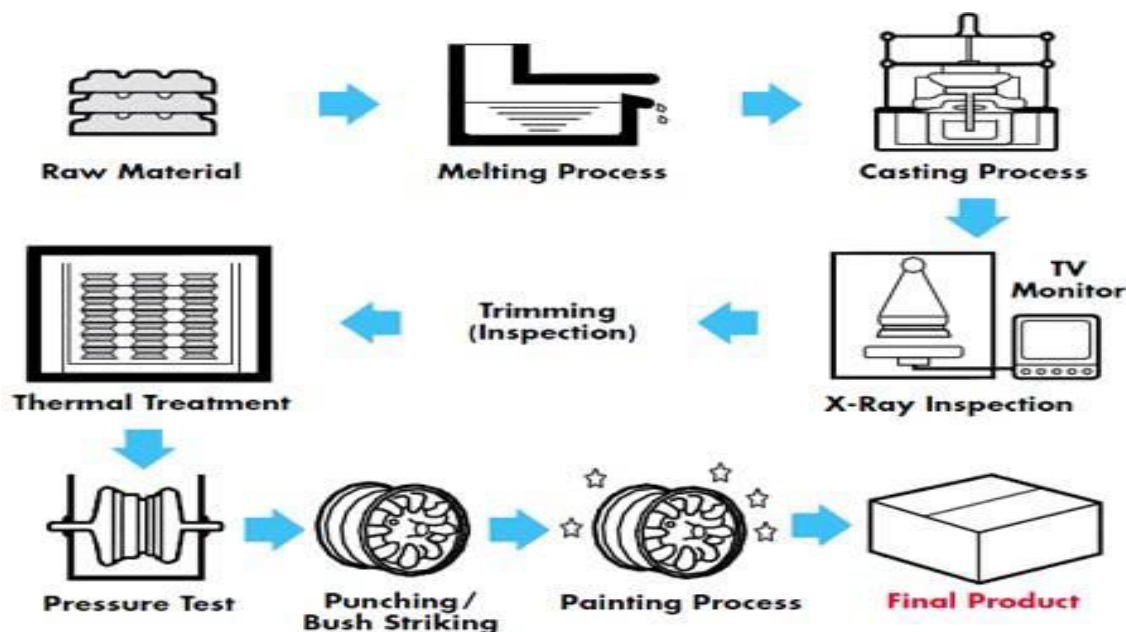 Raw Material
Melting Process
Casting Process
TV
Monitor
X-Ray Inspection
Trimming
(Inspection)
Thermal Treatment
Pressure Test
Punching/
Bush Striking
Painting Process
Final Product